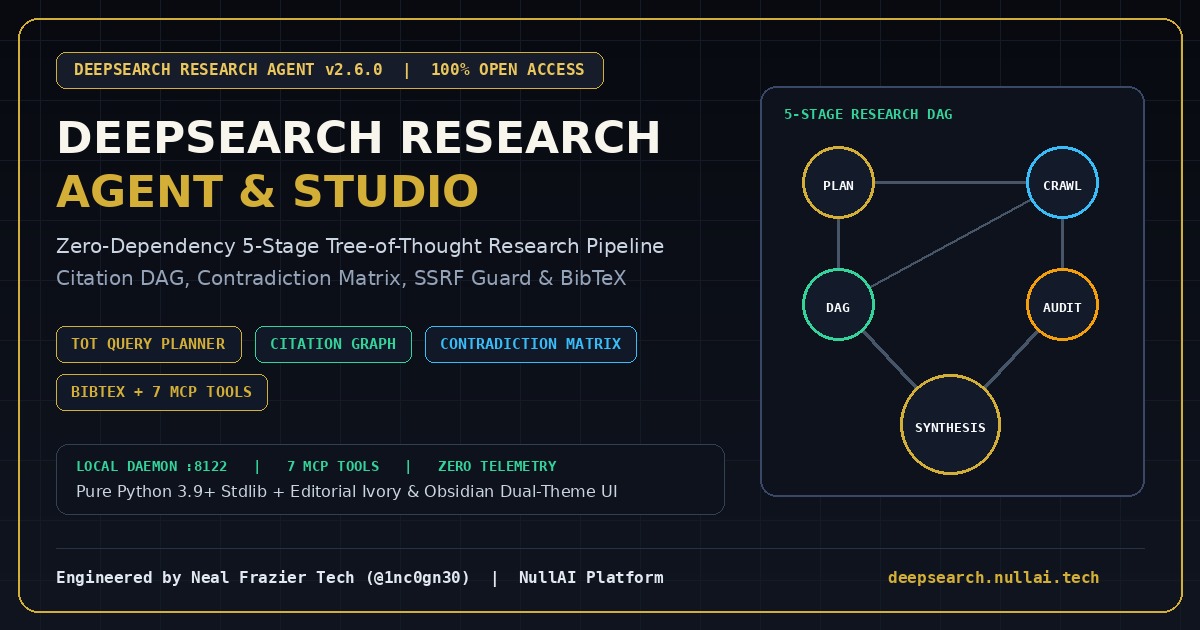 DEEPSEARCH RESEARCH AGENT v2.6.0 | 100% OPEN ACCESS
DEEPSEARCH RESEARCH
AGENT & STUDIO
Zero-Dependency 5-Stage Tree-of-Thought Research Pipeline
Citation DAG, Contradiction Matrix, SSRF Guard & BibTeX
TOT QUERY PLANNER
CITATION GRAPH
CONTRADICTION MATRIX
BIBTEX + 7 MCP TOOLS
LOCAL DAEMON :8122 | 7 MCP TOOLS | ZERO TELEMETRY
Pure Python 3.9+ Stdlib + Editorial Ivory & Obsidian Dual-Theme UI
5-STAGE RESEARCH DAG
PLAN
CRAWL
DAG
AUDIT
SYNTHESIS
Engineered by Neal Frazier Tech (@1nc0gn30) | NullAI Platform
deepsearch.nullai.tech